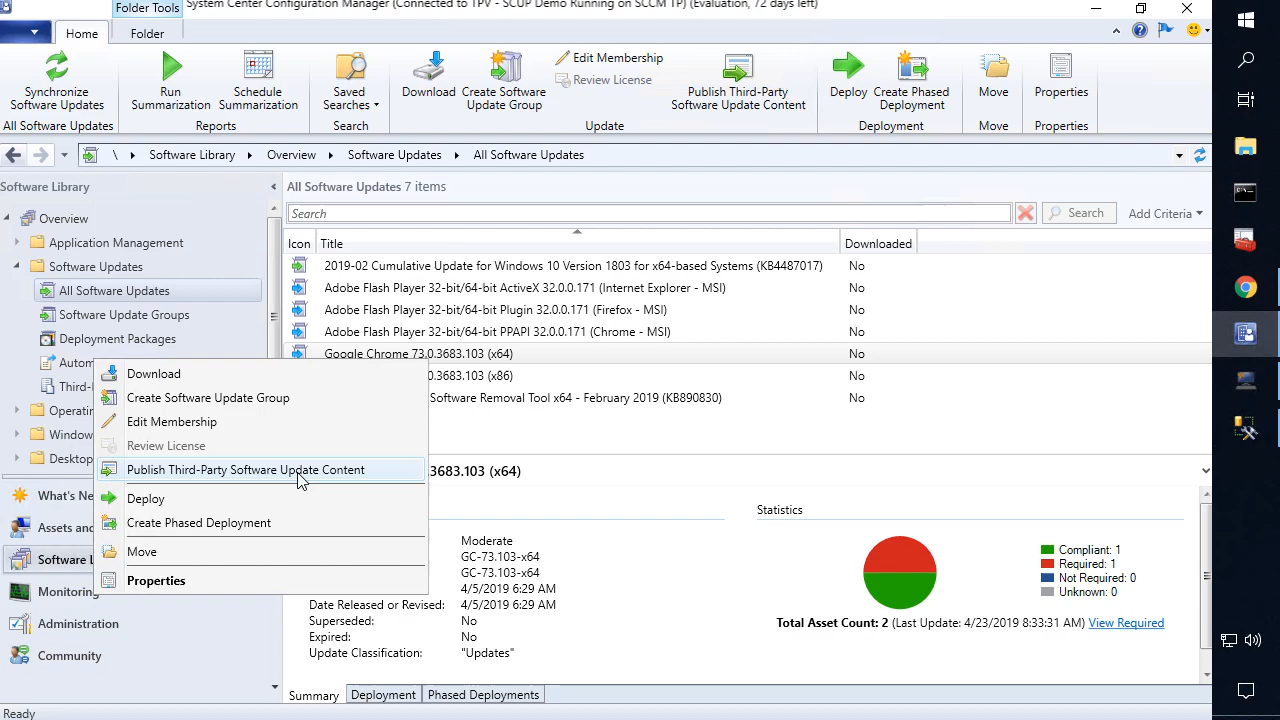 System Center Configuration Manager (Connected to TPV - SCUP Demo Running on SCCM TP) (Evaluation, 72 days left)
Folder Tools
Home
Folder
Synchronize Software Updates
Run Summarization
Schedule Summarization
Saved Searches
Download
Create Software Update Group
Edit Membership
Review License
Publish Third-Party Software Update Content
Deploy
Create Phased Deployment
Move
Properties
All Software Updates
Reports
Search
Update
Deployment
Move
Properties
\ Software Library Overview Software Updates All Software Updates
Software Library
All Software Updates 7 items
Search
Search
Add Criteria
Overview
Application Management
Software Updates
All Software Updates
Software Update Groups
Deployment Packages
Autom
Third-
Operatin
Window
Desktop
What's Ne
Assets and
Software L
Monitoring
Administration
Community
Icon Title Downloaded
2019-02 Cumulative Update for Windows 10 Version 1803 for x64-based Systems (KB4487017) No
Adobe Flash Player 32-bit/64-bit ActiveX 32.0.0.171 (Internet Explorer - MSI) No
Adobe Flash Player 32-bit/64-bit Plugin 32.0.0.171 (Firefox - MSI) No
Adobe Flash Player 32-bit/64-bit PPAPI 32.0.0.171 (Chrome - MSI) No
Google Chrome 73.0.3683.103 (x64) No
0.3683.103 (x86) No
Software Removal Tool x64 - February 2019 (KB890830) No
Download
Create Software Update Group
Edit Membership
Review License
Publish Third-Party Software Update Content
Deploy
Create Phased Deployment
Move
Properties
.3683.103 (x64)
Moderate
GC-73.103-x64
GC-73.103-x64
4/5/2019 6:29 AM
Date Released or Revised: 4/5/2019 6:29 AM
Superseded: No
Expired: No
Update Classification: "Updates"
Statistics
Compliant: 1
Required: 1
Not Required: 0
Unknown: 0
Total Asset Count: 2 (Last Update: 4/23/2019 8:33:31 AM) View Required
Summary Deployment Phased Deployments
Ready